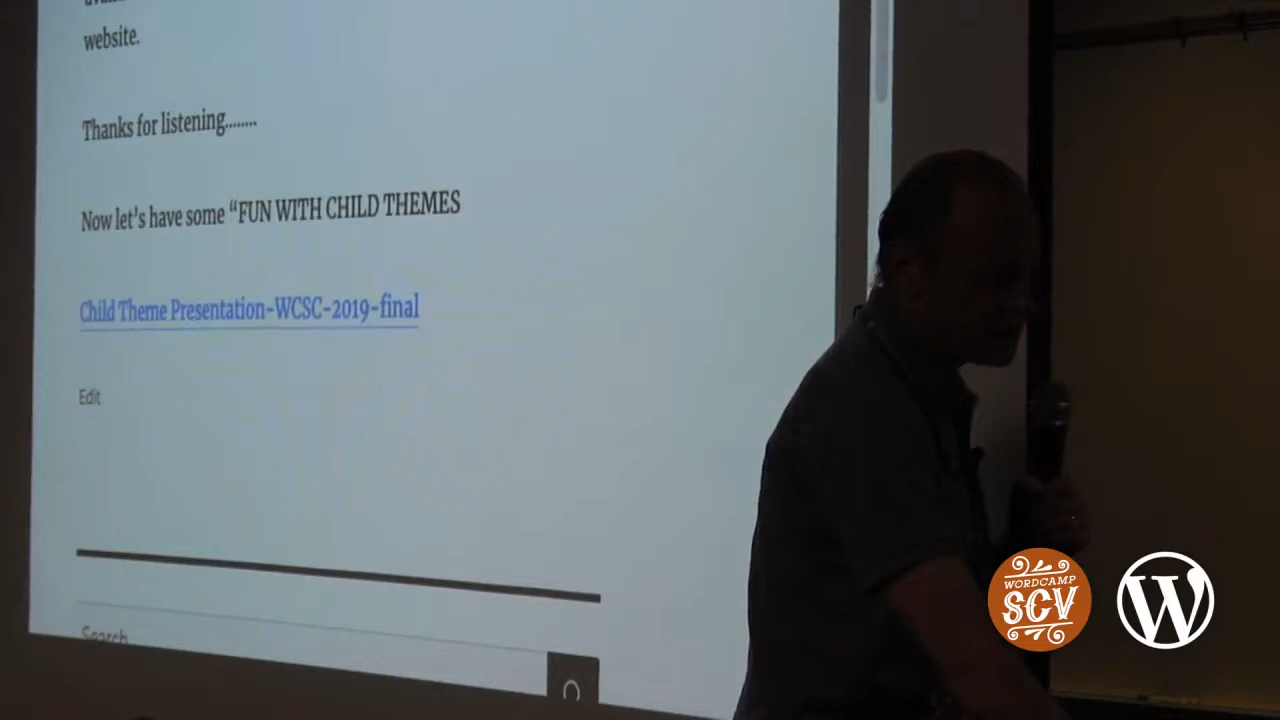 website.
Thanks for listening........
Now let's have some “FUN WITH CHILD THEMES
Child Theme Presentation-WCSC-2019-final
Edit
Search
WORDCAMP
SCV
W